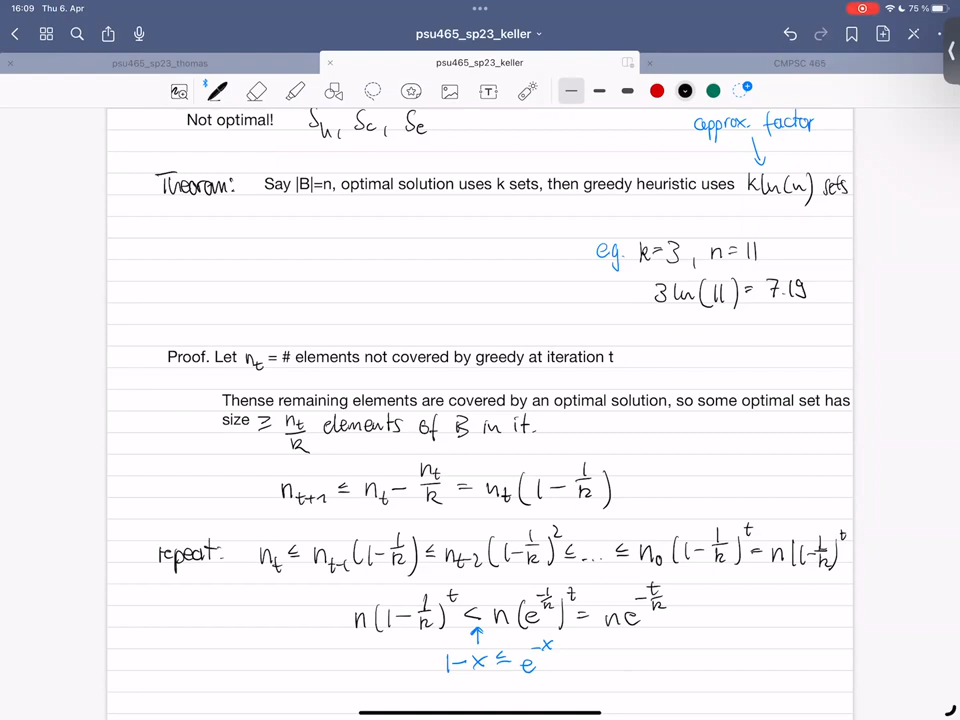 16:09 Thu 6. Apr
75 %
psu465_sp23_keller
psu465_sp23_thomas
psu465_sp23_keller
CMPSC 465
Not optimal! Sh, Sc, Se
approx. factor
Theorem: Say |B|=n, optimal solution uses k sets, then greedy heuristic uses k ln(n) sets
eg. k=3, n=11
3 ln(11) = 7.19
Proof. Let n_t = # elements not covered by greedy at iteration t
Thense remaining elements are covered by an optimal solution, so some optimal set has
size ≥ n_t/k elements of B in it.
n_{t+1} ≤ n_t - n_t/k = n_t (1 - 1/k)
repeat: n_t ≤ n_{t-1} (1 - 1/k) ≤ n_{t-2} (1 - 1/k)^2 ≤ ... ≤ n_0 (1 - 1/k)^t = n (1 - 1/k)^t
n (1 - 1/k)^t < n (e^{-1/k})^t = n e^{-t/k}
1 - x ≤ e^{-x}